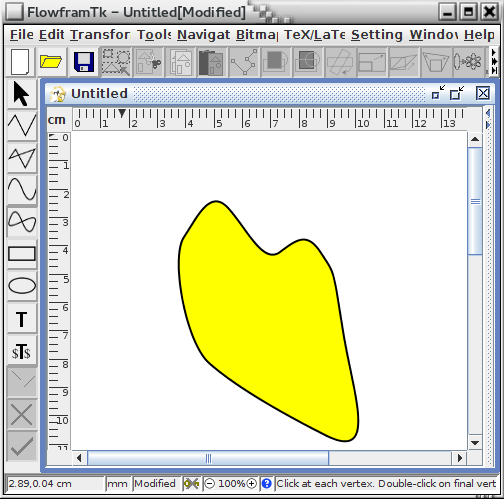 FlowframTk – Untitled[Modified]
File Edit Transfor Tools Navigat Bitmap TeX/LaTe Setting Window Help
Untitled
cm
0 1 2 3 4 5 6 7 8 9 10 11 12 13
0
1
2
3
4
5
6
7
8
9
10
11
T
$T$
2.89,0.04 cm mm Modified 100% Click at each vertex. Double-click on final vert